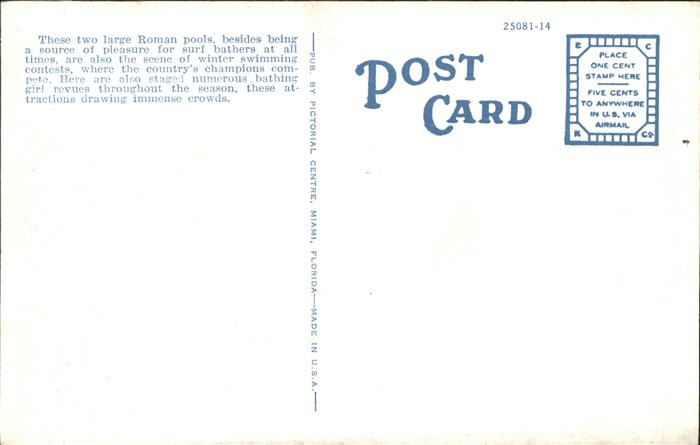 These two large Roman pools, besides being
a source of pleasure for surf bathers at all
times, are also the scene of winter swimming
contests, where the country's champions com-
pete. Here are also staged numerous bathing
girl revues throughout the season, these at-
tractions drawing immense crowds.
PUB. BY PICTORIAL CENTRE, MIAMI, FLORIDA—MADE IN U.S.A.
25081-14
POST
CARD
E C
PLACE
ONE CENT
STAMP HERE
FIVE CENTS
TO ANYWHERE
IN U.S. VIA
AIRMAIL
K Co.